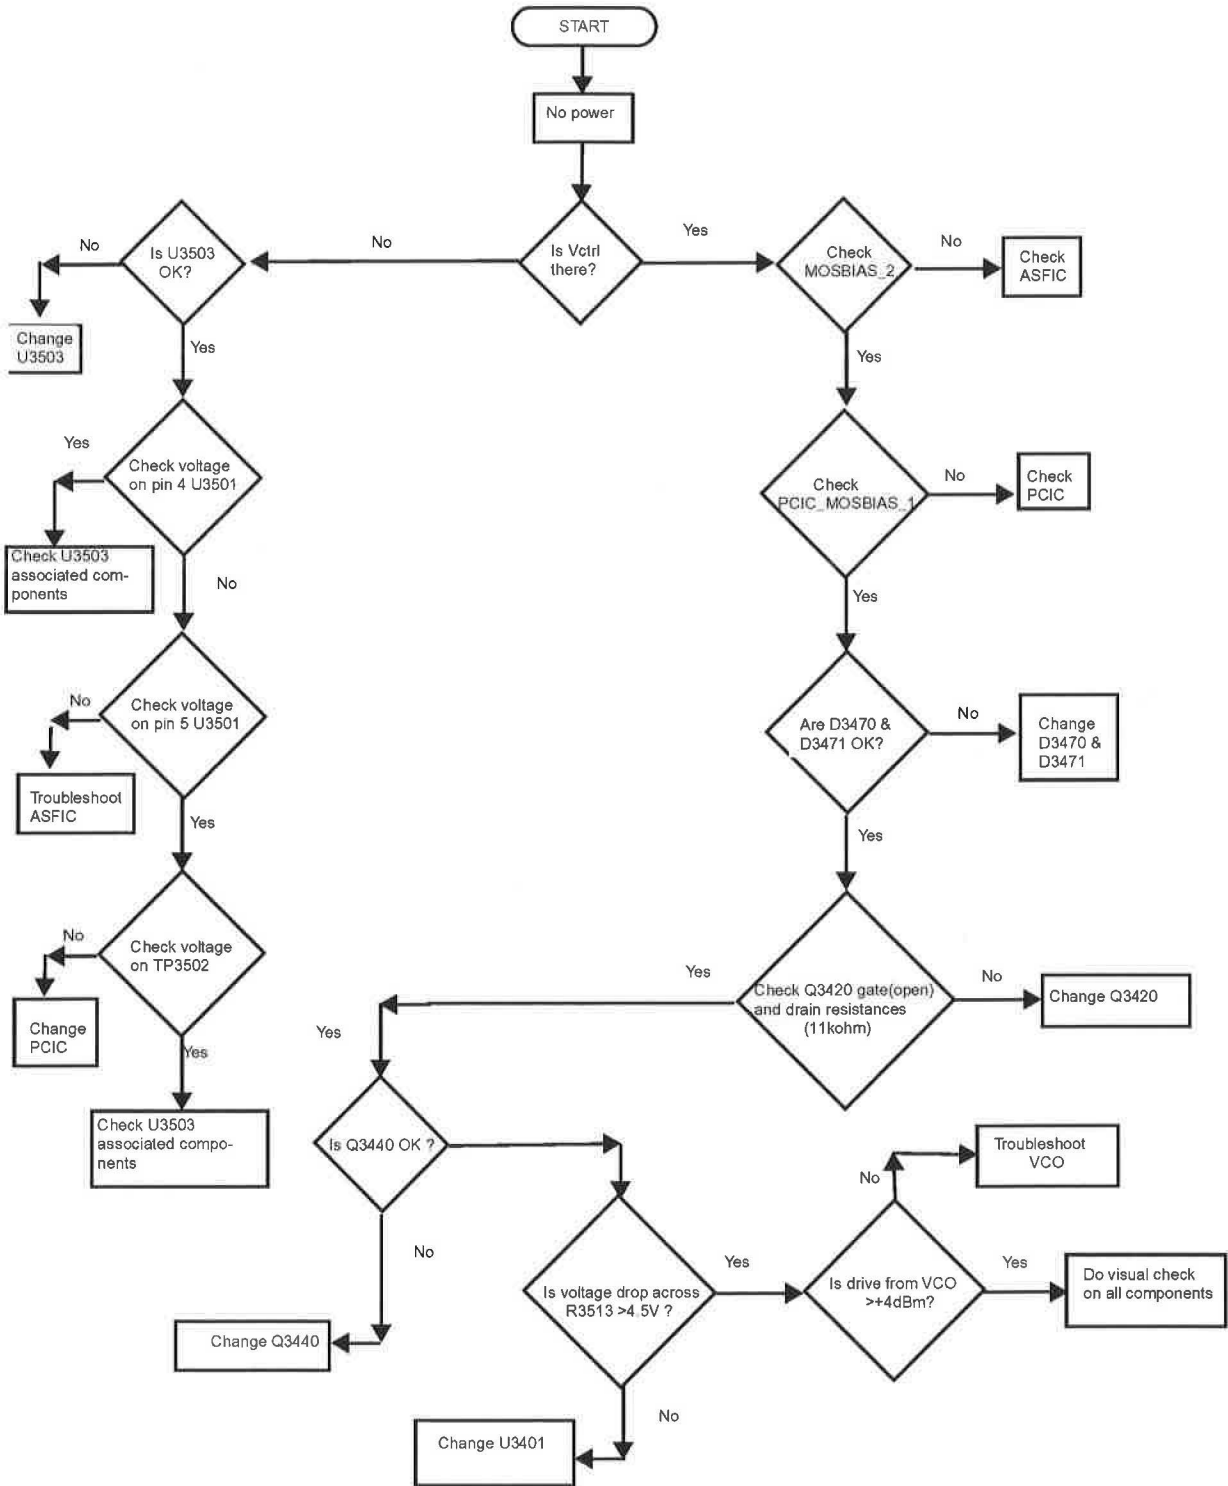 START
No power
Is Vctrl
there?
No
Yes
Is U3503
OK?
No
Change
U3503
Yes
Check voltage
on pin 4 U3501
Yes
Check U3503
associated com-
ponents
No
Check voltage
on pin 5 U3501
No
Troubleshoot
ASFIC
Yes
Check voltage
on TP3502
No
Change
PCIC
Yes
Check U3503
associated compo-
nents
Check
MOSBIAS_2
No
Check
ASFIC
Yes
Check
PCIC_MOSBIAS_1
No
Check
PCIC
Yes
Are D3470 &
D3471 OK?
No
Change
D3470 &
D3471
Yes
Check Q3420 gate(open)
and drain resistances
(11kohm)
No
Change Q3420
Yes
Yes
Is Q3440 OK ?
No
Change Q3440
Is voltage drop across
R3513 >4.5V ?
No
Change U3401
Yes
Is drive from VCO
>+4dBm?
No
Troubleshoot
VCO
Yes
Do visual check
on all components